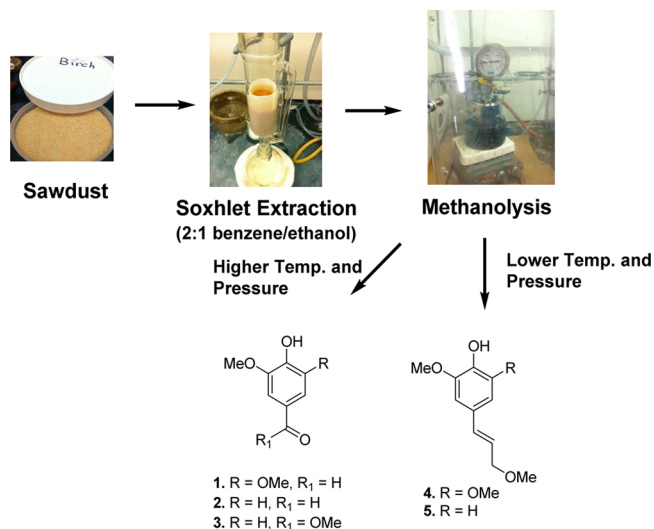 Birch
Sawdust
Soxhlet Extraction
(2:1 benzene/ethanol)
Methanolysis
Higher Temp. and
Pressure
Lower Temp. and
Pressure
OH
MeO
R
R1
O
1. R = OMe, R1 = H
2. R = H, R1 = H
3. R = H, R1 = OMe
OH
MeO
R
OMe
4. R = OMe
5. R = H